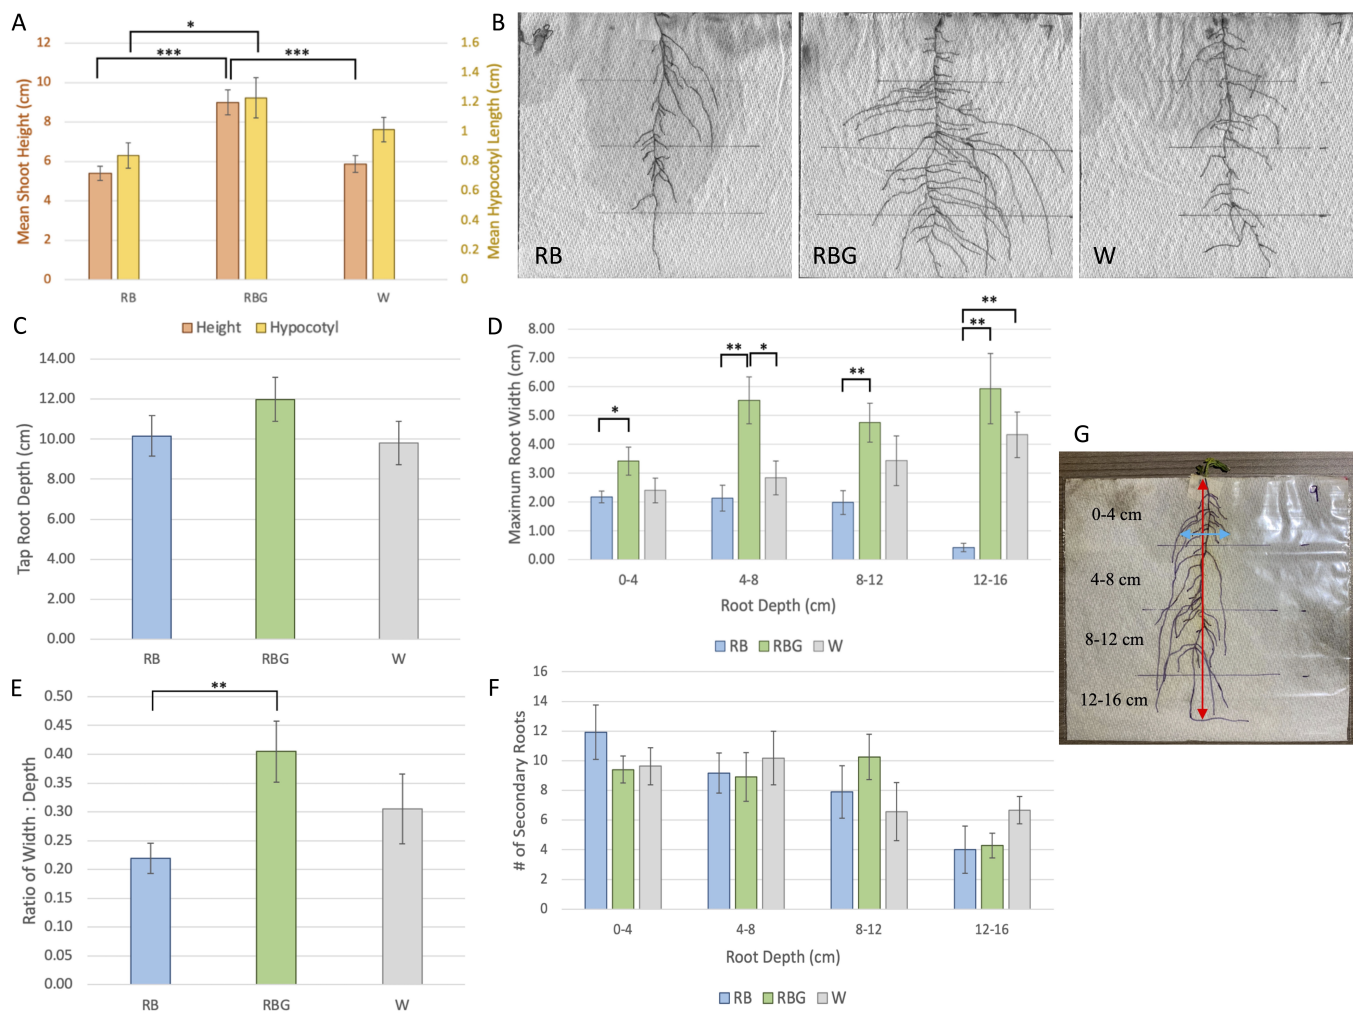 A
Mean Shoot Height (cm)
12
10
8
6
4
2
0
*
***
***
1.6
1.4
1.2
1
0.8
0.6
0.4
0.2
0
Mean Hypocotyl Length (cm)
RB RBG W
Height Hypocotyl
B
RB
RBG
W
C
Tap Root Depth (cm)
14.00
12.00
10.00
8.00
6.00
4.00
2.00
0.00
RB RBG W
D
Maximum Root Width (cm)
8.00
7.00
6.00
5.00
4.00
3.00
2.00
1.00
0.00
*
** *
**
**
**
0-4 4-8 8-12 12-16
Root Depth (cm)
RB RBG W
E
Ratio of Width : Depth
0.50
0.45
0.40
0.35
0.30
0.25
0.20
0.15
0.10
0.05
0.00
**
RB RBG W
F
# of Secondary Roots
16
14
12
10
8
6
4
2
0
0-4 4-8 8-12 12-16
Root Depth (cm)
RB RBG W
G
0-4 cm
4-8 cm
8-12 cm
12-16 cm